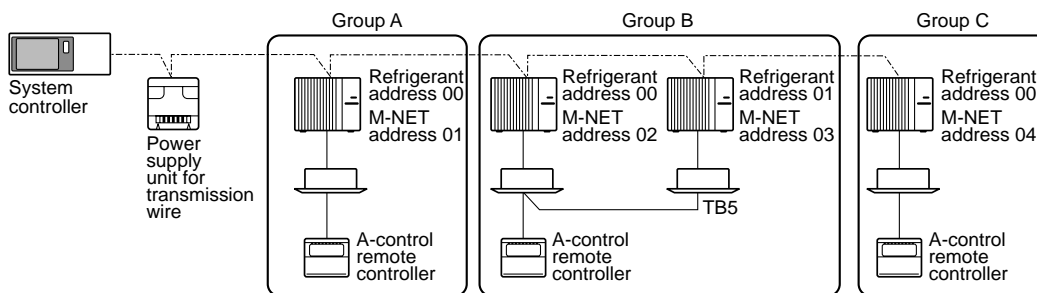 Group A
Group B
Group C
System
controller
Power
supply
unit for
transmission
wire
Refrigerant
address 00
M-NET
address 01
A-control
remote
controller
Refrigerant
address 00
M-NET
address 02
Refrigerant
address 01
M-NET
address 03
TB5
A-control
remote
controller
Refrigerant
address 00
M-NET
address 04
A-control
remote
controller